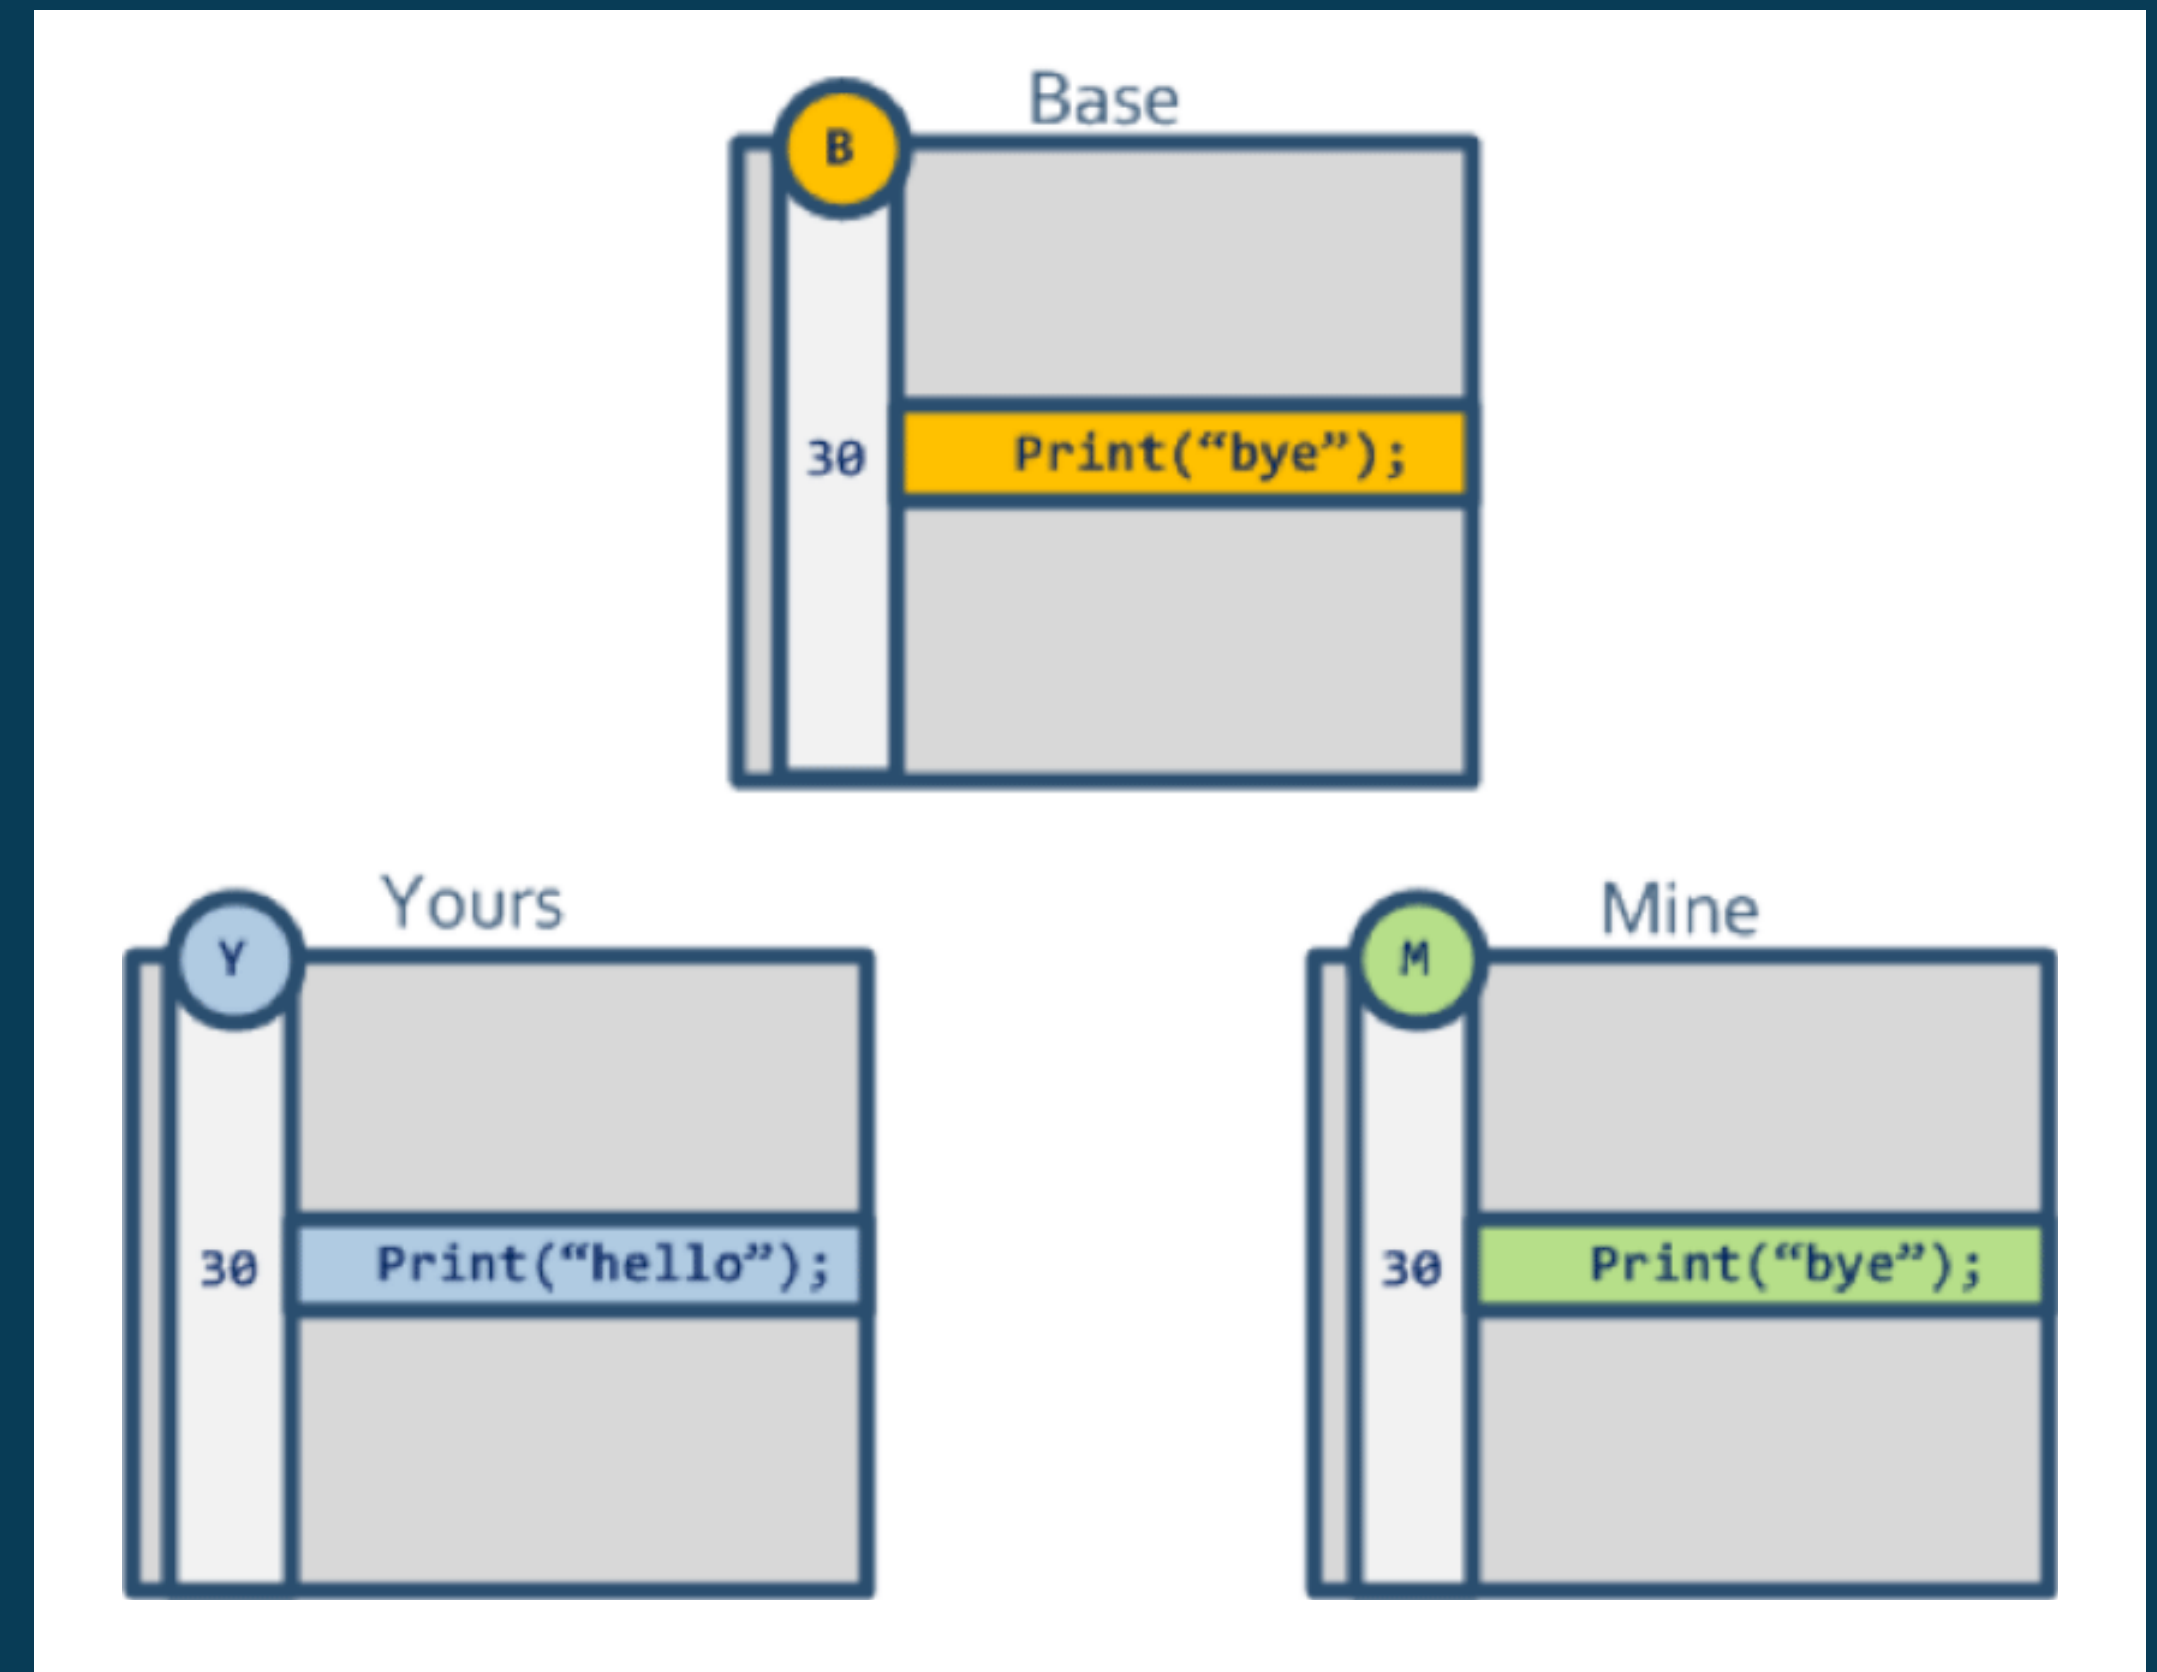 Base
B
30 Print(“bye”);
Yours
Y
30 Print(“hello”);
Mine
M
30 Print(“bye”);